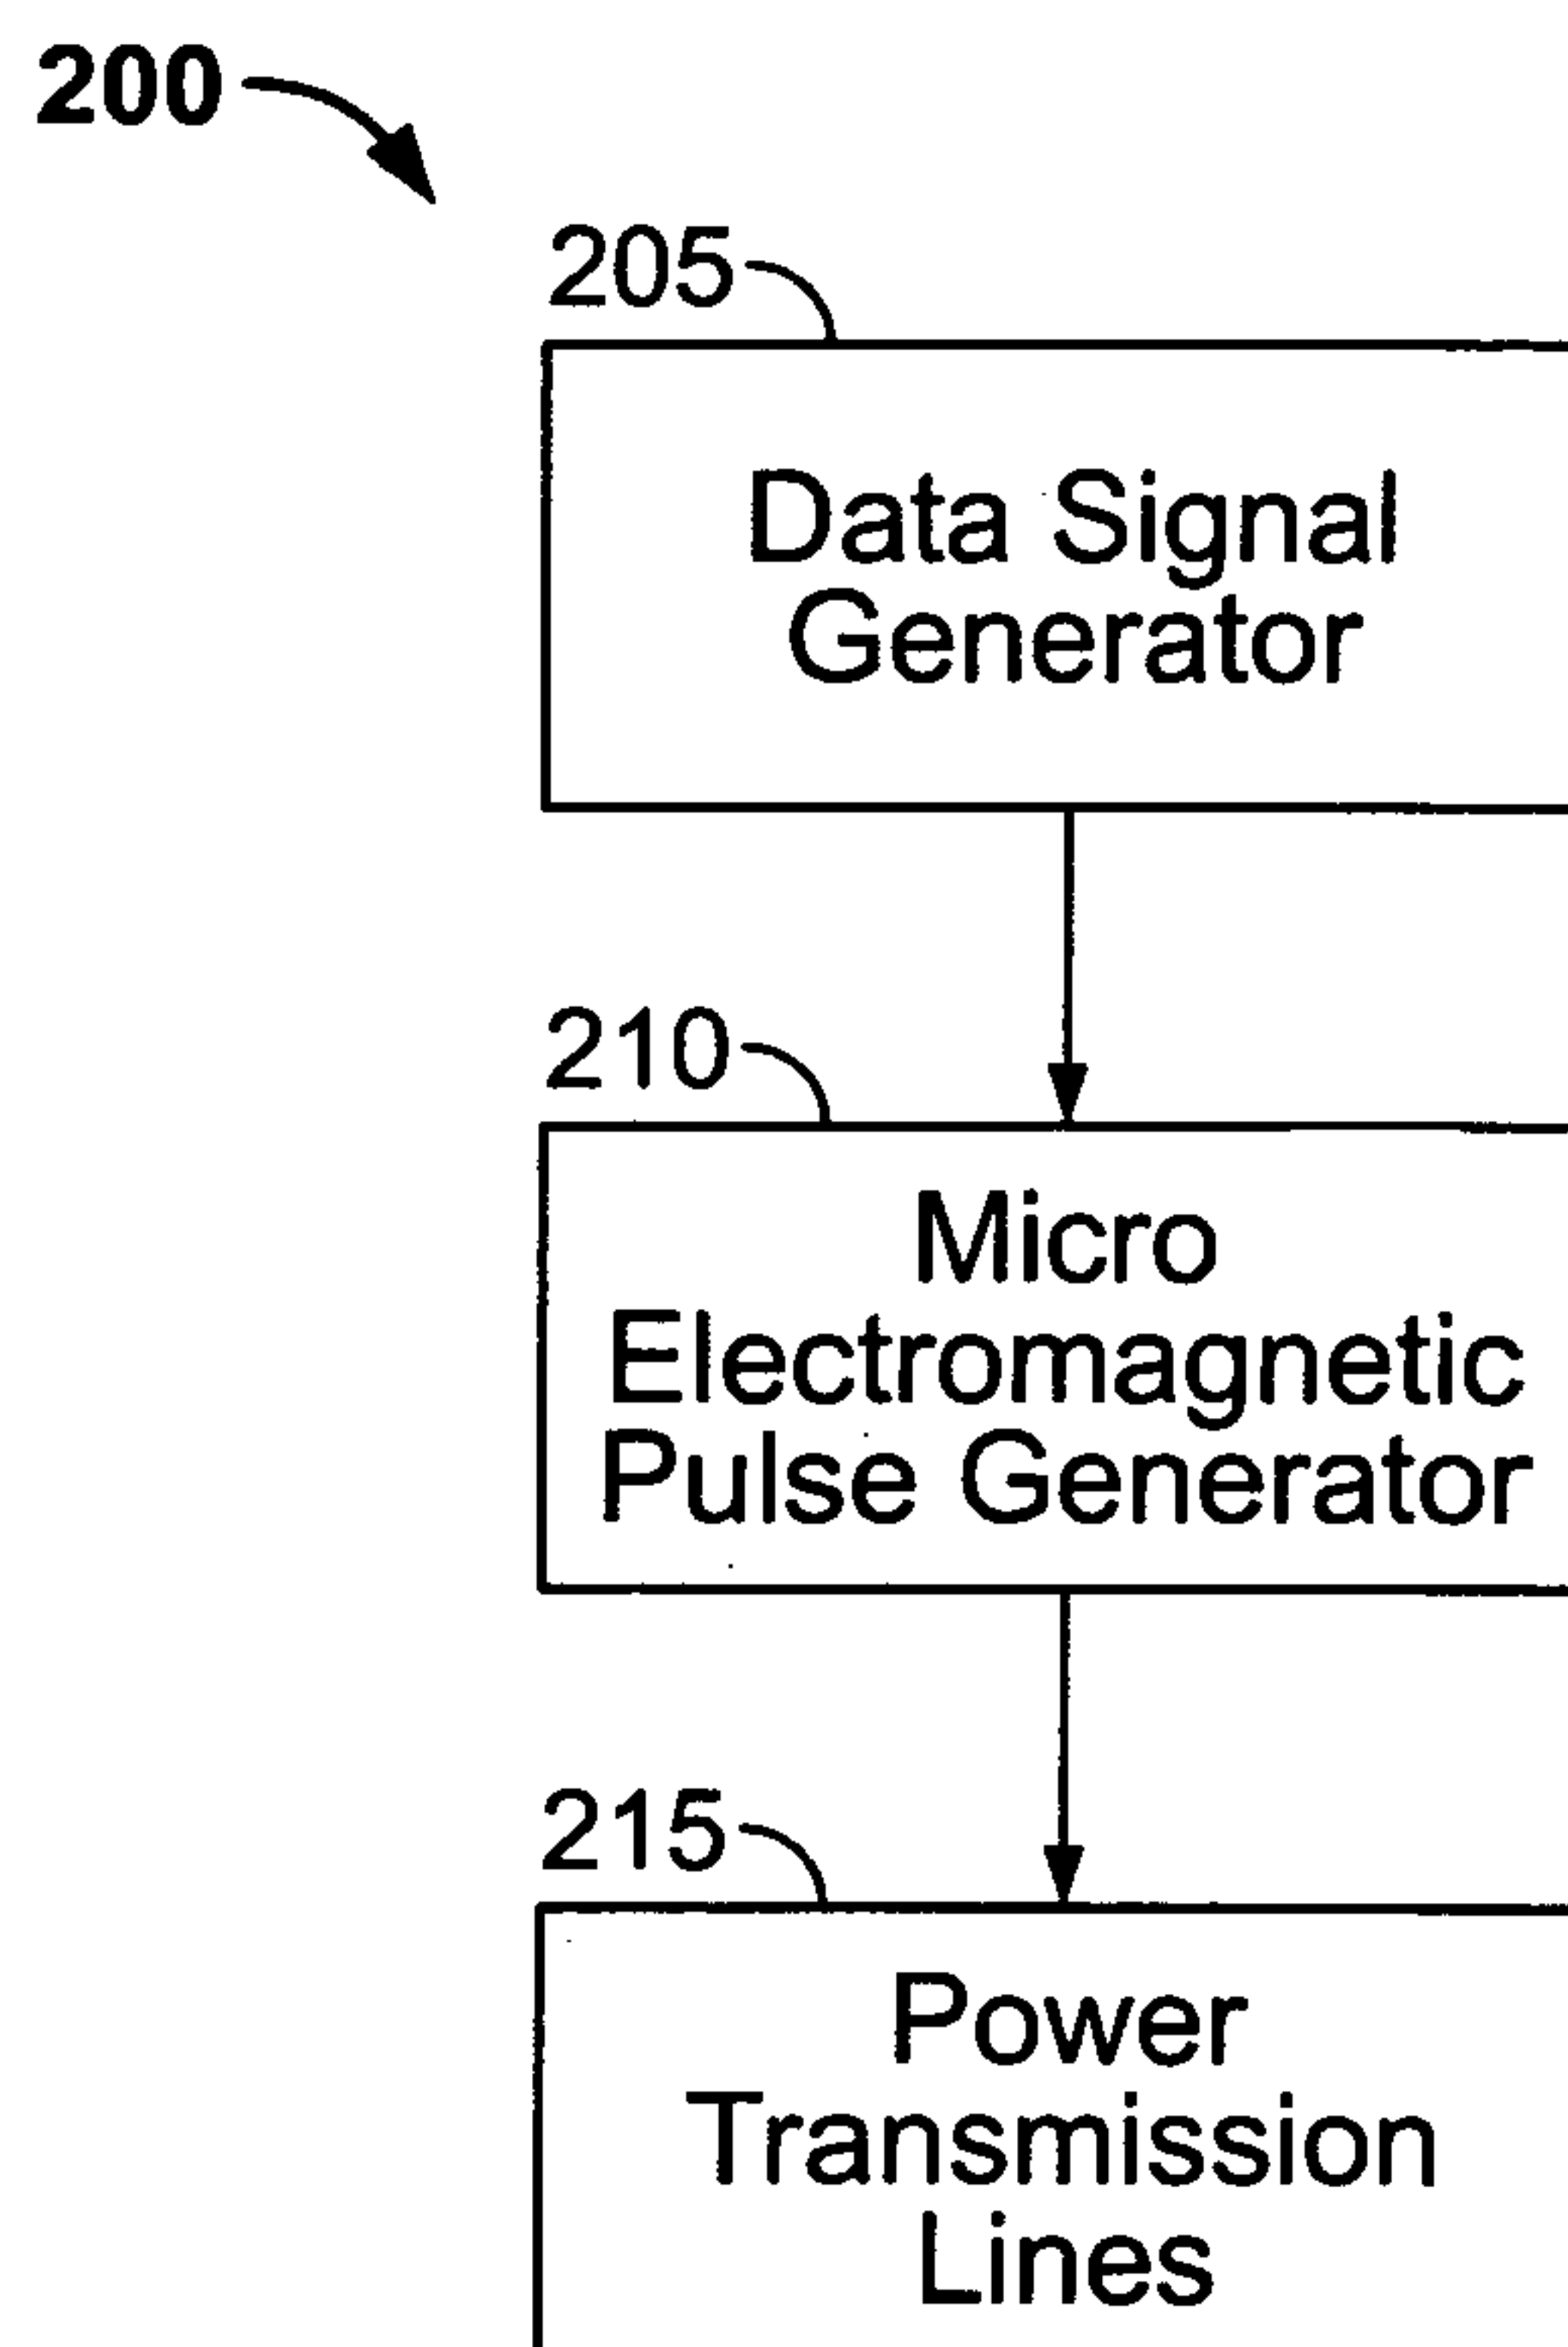 200
205
Data Signal
Generator
210
Micro
Electromagnetic
Pulse Generator
215
Power
Transmission
Lines